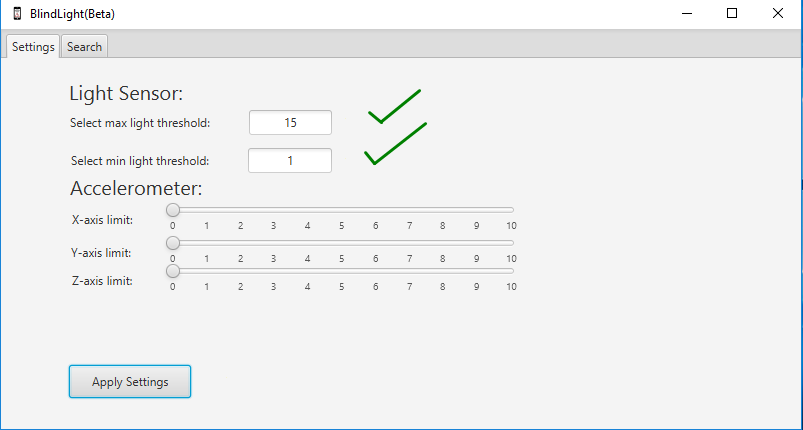 BlindLight(Beta)
Settings Search
Light Sensor:
Select max light threshold: 15
Select min light threshold: 1
Accelerometer:
X-axis limit:
0 1 2 3 4 5 6 7 8 9 10
Y-axis limit:
0 1 2 3 4 5 6 7 8 9 10
Z-axis limit:
0 1 2 3 4 5 6 7 8 9 10
Apply Settings